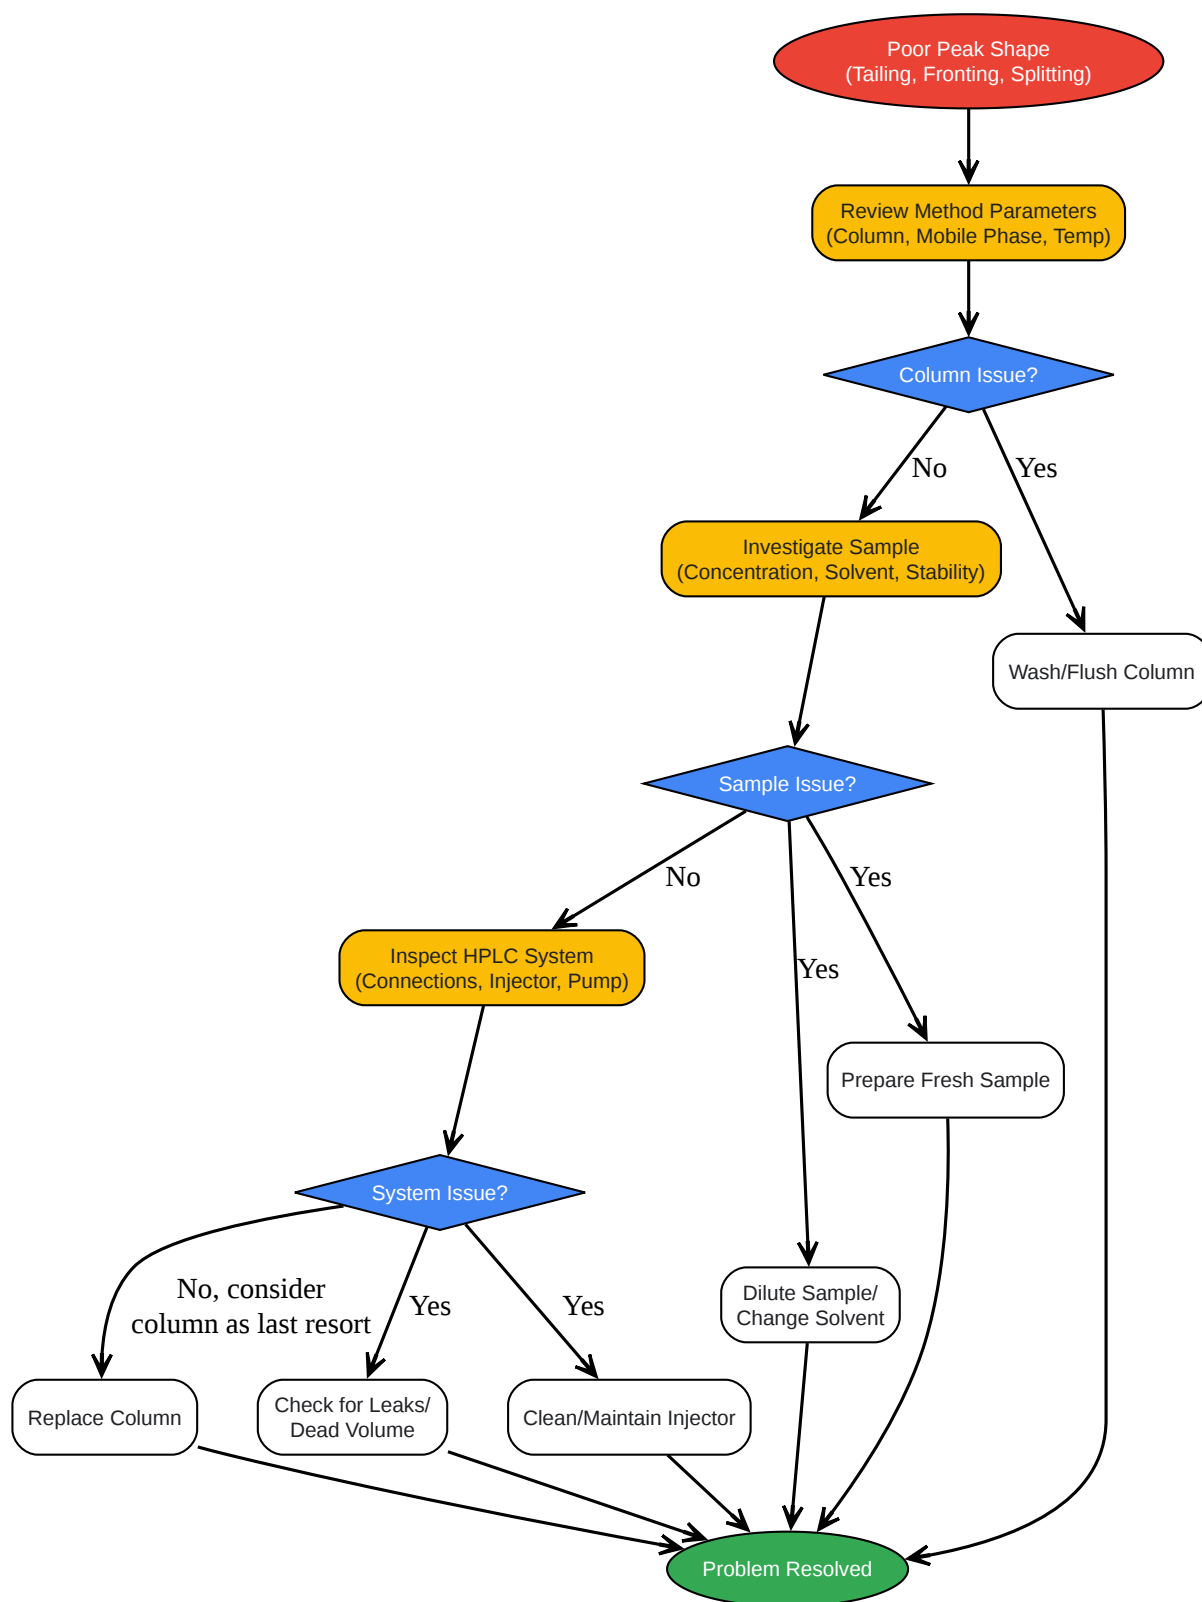 Poor Peak Shape
(Tailing, Fronting, Splitting)
Review Method Parameters
(Column, Mobile Phase, Temp)
Column Issue?
No
Yes
Investigate Sample
(Concentration, Solvent, Stability)
Wash/Flush Column
Sample Issue?
No
Yes
Yes
Inspect HPLC System
(Connections, Injector, Pump)
Prepare Fresh Sample
System Issue?
No, consider
column as last resort
Yes
Yes
Dilute Sample/
Change Solvent
Replace Column
Check for Leaks/
Dead Volume
Clean/Maintain Injector
Problem Resolved